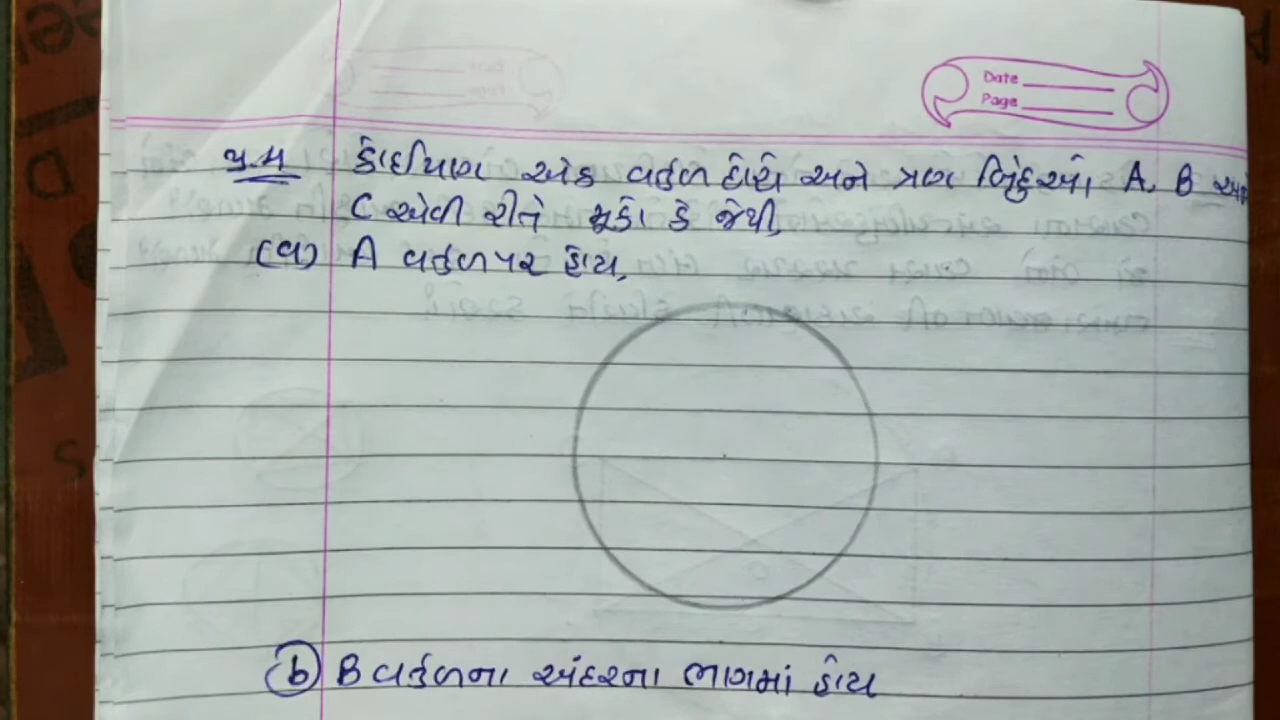 Date
Page
પ્ર.૫ કોઈપણ એક વર્તુળ દોરો અને ત્રણ બિંદુઓ A, B અને
C એવી રીતે મૂકો કે જેથી,
(a) A વર્તુળ પર હોય,
(b) B વર્તુળના અંદરના ભાગમાં હોય